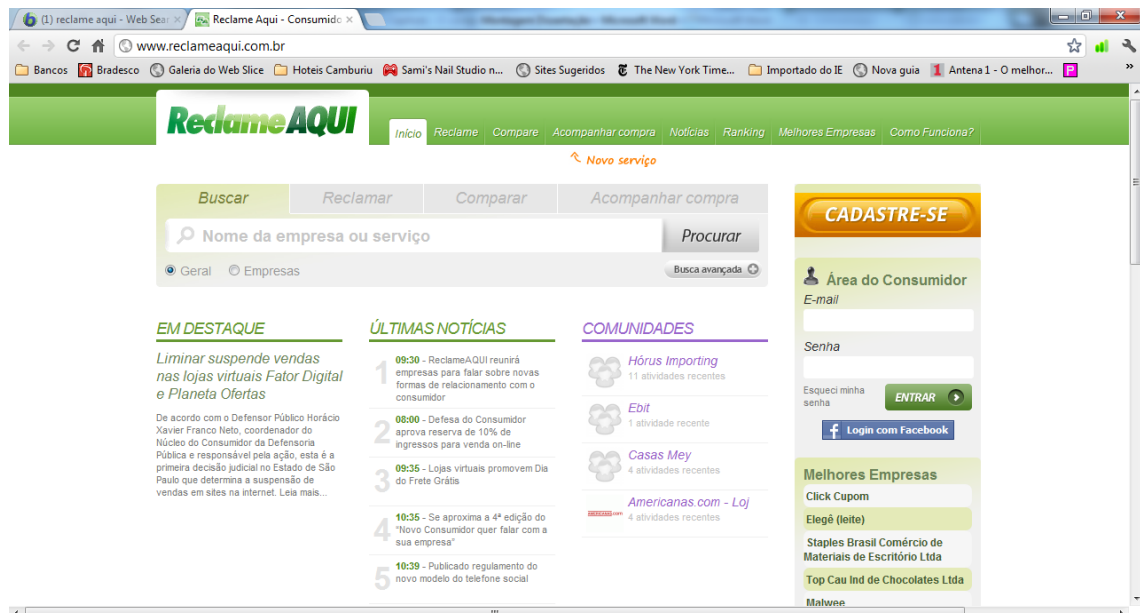 (1) reclame aqui - Web Sear
Reclame Aqui - Consumido
www.reclameaqui.com.br
Bancos
Bradesco
Galeria do Web Slice
Hoteis Camburiu
Sami's Nail Studio n...
Sites Sugeridos
The New York Time...
Importado do IE
Nova guia
Antena 1 - O melhor...
»
Reclame AQUI
Início
Reclame
Compare
Acompanhar compra
Notícias
Ranking
Melhores Empresas
Como Funciona?
Novo serviço
Buscar
Reclamar
Comparar
Acompanhar compra
Nome da empresa ou serviço
Procurar
Geral
Empresas
Busca avançada
EM DESTAQUE
Liminar suspende vendas
nas lojas virtuais Fator Digital
e Planeta Ofertas
De acordo com o Defensor Público Horácio
Xavier Franco Neto, coordenador do
Núcleo do Consumidor da Defensoria
Pública e responsável pela ação, esta é a
primeira decisão judicial no Estado de São
Paulo que determina a suspensão de
vendas em sites na internet. Leia mais...
ÚLTIMAS NOTÍCIAS
1
09:30 - ReclameAQUI reunirá
empresas para falar sobre novas
formas de relacionamento com o
consumidor
2
08:00 - Defesa do Consumidor
aprova reserva de 10% de
ingressos para venda on-line
3
09:35 - Lojas virtuais promovem Dia
do Frete Grátis
4
10:35 - Se aproxima a 4ª edição do
"Novo Consumidor quer falar com a
sua empresa"
5
10:39 - Publicado regulamento do
novo modelo do telefone social
COMUNIDADES
Hórus Importing
11 atividades recentes
Ebit
1 atividade recente
Casas Mey
4 atividades recentes
Americanas.com - Loj
4 atividades recentes
CADASTRE-SE
Área do Consumidor
E-mail
Senha
Esqueci minha
senha
ENTRAR
f Login com Facebook
Melhores Empresas
Click Cupom
Elegê (leite)
Staples Brasil Comércio de
Materiais de Escritório Ltda
Top Cau Ind de Chocolates Ltda
Malwee